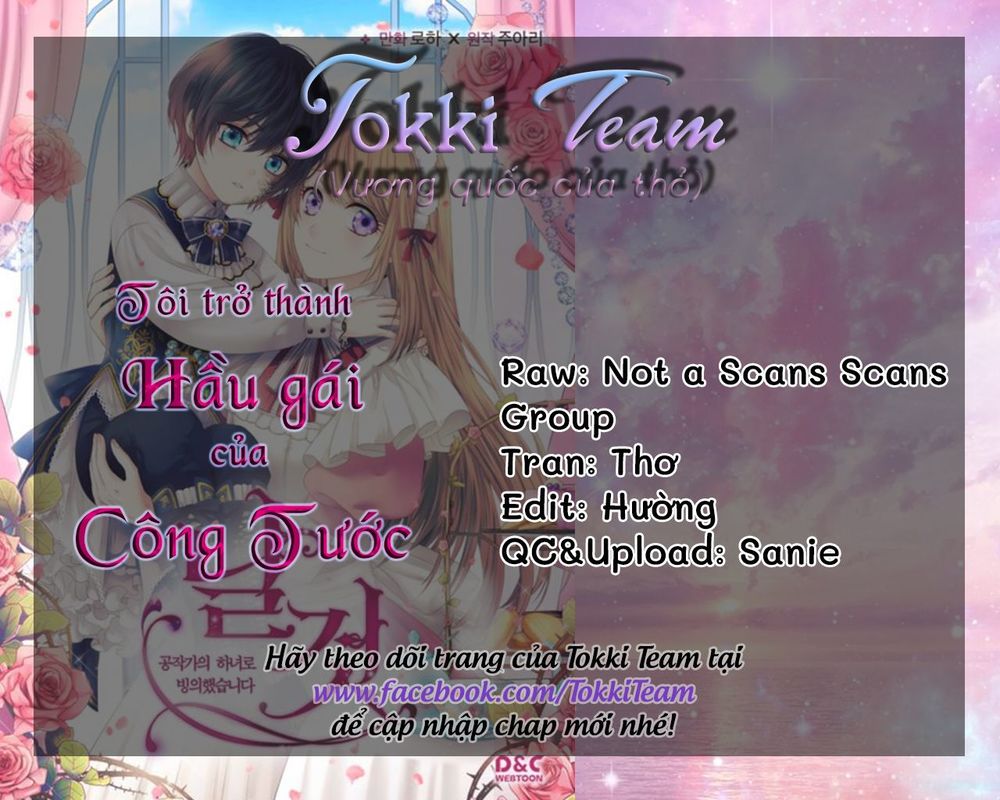 만화 로하 × 원작 주아리
Tokki Team
(Vương quốc của thỏ)
Tôi trở thành
Hầu gái
của
Công Tước
Raw: Not a Scans Scans
Group
Tran: Thơ
Edit: Hường
QC&Upload: Sanie
공작가의 하녀로
빙의했습니다
Hãy theo dõi trang của Tokki Team tại
www.facebook.com/TokkiTeam
để cập nhập chap mới nhé!
D&C
WEBTOON